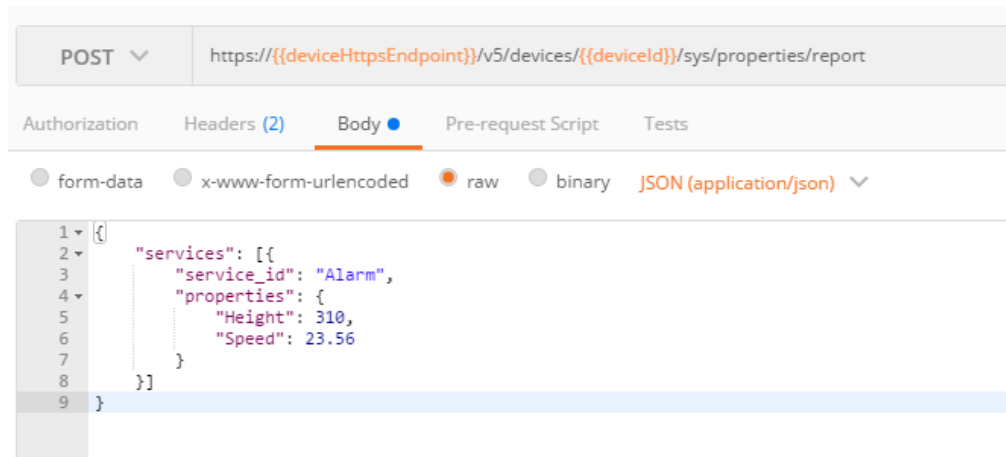 POST https://{{deviceHttpsEndpoint}}/v5/devices/{{deviceId}}/sys/properties/report
Authorization Headers (2) Body Pre-request Script Tests
form-data x-www-form-urlencoded raw binary JSON (application/json)
1 {
2 "services": [{
3 "service_id": "Alarm",
4 "properties": {
5 "Height": 310,
6 "Speed": 23.56
7 }
8 }]
9 }